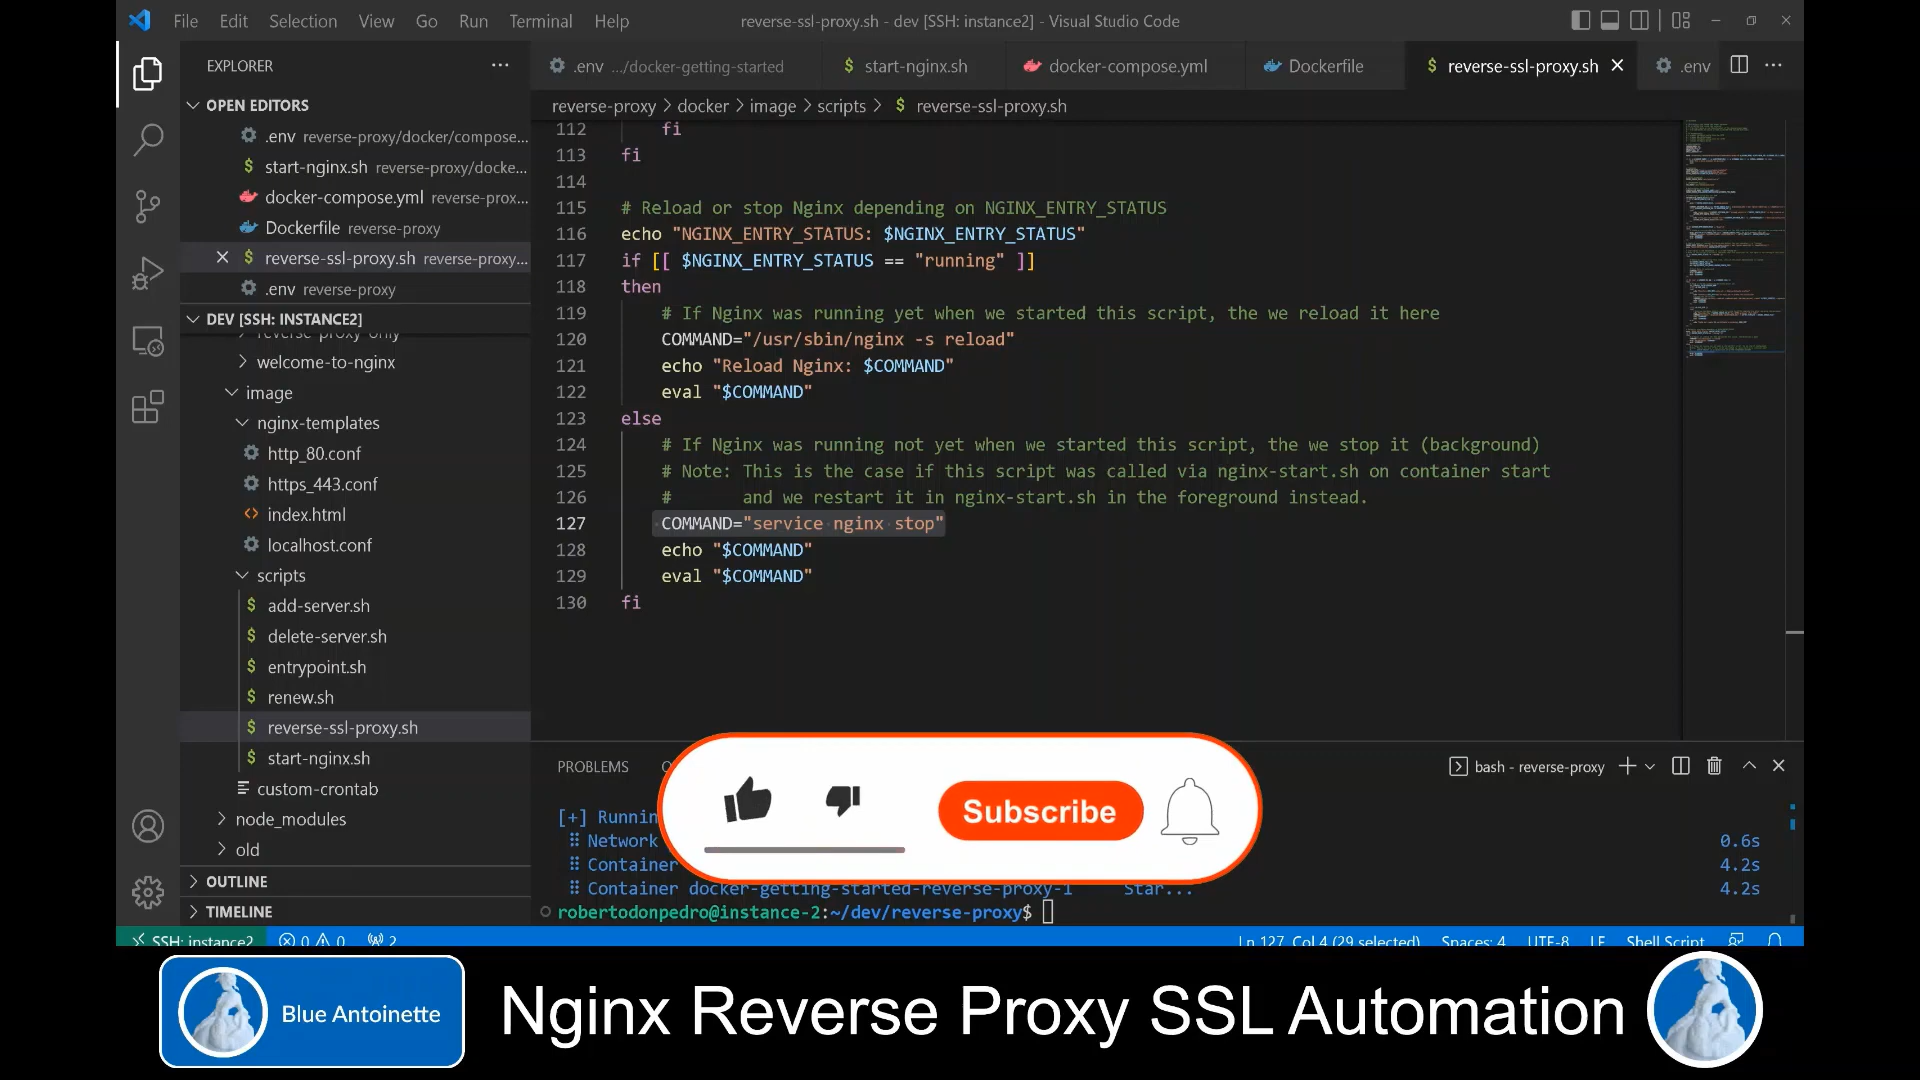 File Edit Selection View Go Run Terminal Help
reverse-ssl-proxy.sh - dev [SSH: instance2] - Visual Studio Code
EXPLORER
OPEN EDITORS
.env reverse-proxy/docker/compose...
$ start-nginx.sh reverse-proxy/docke...
docker-compose.yml reverse-prox...
Dockerfile reverse-proxy
$ reverse-ssl-proxy.sh reverse-proxy...
.env reverse-proxy
DEV [SSH: INSTANCE2]
reverse-proxy-only
welcome-to-nginx
image
nginx-templates
http_80.conf
https_443.conf
<> index.html
localhost.conf
scripts
$ add-server.sh
$ delete-server.sh
$ entrypoint.sh
$ renew.sh
$ reverse-ssl-proxy.sh
$ start-nginx.sh
custom-crontab
node_modules
old
OUTLINE
TIMELINE
.env .../docker-getting-started $ start-nginx.sh docker-compose.yml Dockerfile $ reverse-ssl-proxy.sh .env
reverse-proxy > docker > image > scripts > $ reverse-ssl-proxy.sh
112 fi
113 fi
114
115 # Reload or stop Nginx depending on NGINX_ENTRY_STATUS
116 echo "NGINX_ENTRY_STATUS: $NGINX_ENTRY_STATUS"
117 if [[ $NGINX_ENTRY_STATUS == "running" ]]
118 then
119 # If Nginx was running yet when we started this script, the we reload it here
120 COMMAND="/usr/sbin/nginx -s reload"
121 echo "Reload Nginx: $COMMAND"
122 eval "$COMMAND"
123 else
124 # If Nginx was running not yet when we started this script, the we stop it (background)
125 # Note: This is the case if this script was called via nginx-start.sh on container start
126 # and we restart it in nginx-start.sh in the foreground instead.
127 COMMAND="service nginx stop"
128 echo "$COMMAND"
129 eval "$COMMAND"
130 fi
PROBLEMS
bash - reverse-proxy
[+] Runnin
Network 0.6s
Container 4.2s
Container docker-getting-started-reverse-proxy-1 Star... 4.2s
robertodonpedro@instance-2:~/dev/reverse-proxy$
Subscribe
SSH: instance2 0 0 2
Ln 127, Col 4 (29 selected) Spaces: 4 UTF-8 LF Shell Script
Blue Antoinette
Nginx Reverse Proxy SSL Automation